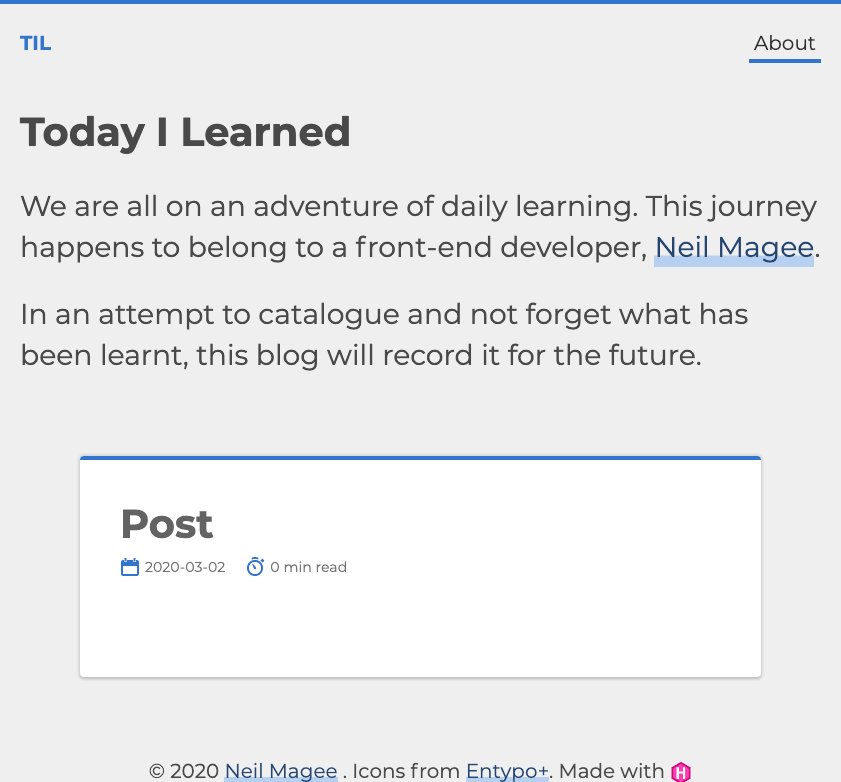 TIL
About
Today I Learned
We are all on an adventure of daily learning. This journey
happens to belong to a front-end developer, Neil Magee.
In an attempt to catalogue and not forget what has
been learnt, this blog will record it for the future.
Post
2020-03-02 0 min read
© 2020 Neil Magee . Icons from Entypo+. Made with H